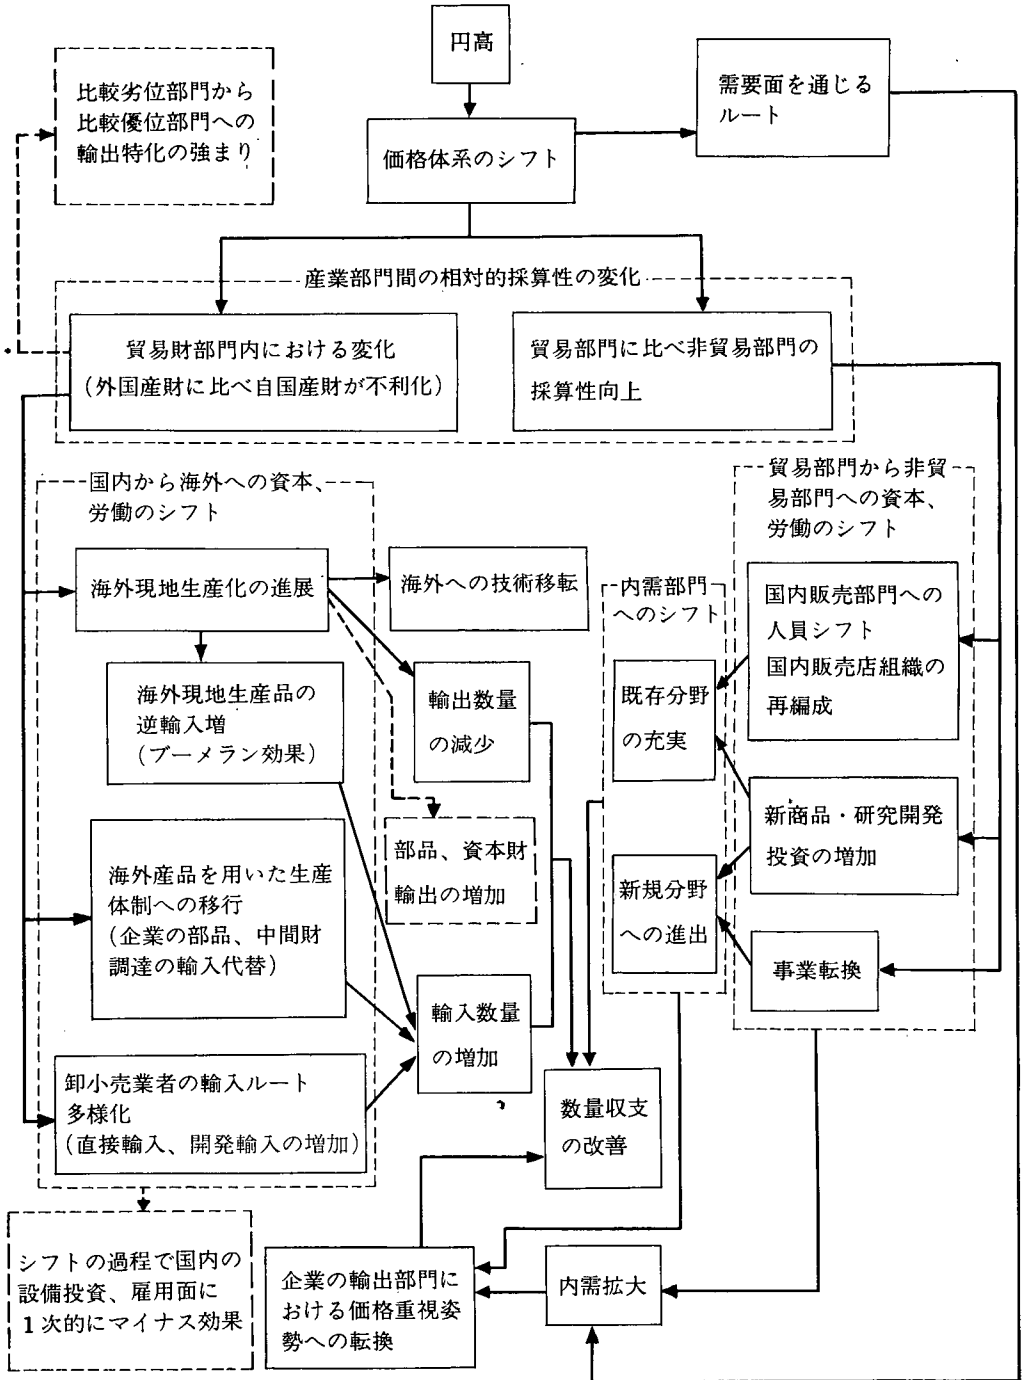 円高
比較劣位部門から
比較優位部門への
輸出特化の強まり
需要面を通じる
ルート
価格体系のシフト
産業部門間の相対的採算性の変化
貿易財部門内における変化
(外国産財に比べ自国産財が不利化)
貿易部門に比べ非貿易部門の
採算性向上
国内から海外への資本、
労働のシフト
貿易部門から非貿
易部門への資本、
労働のシフト
海外現地生産化の進展
海外への技術移転
内需部門
へのシフト
国内販売部門への
人員シフト
国内販売店組織の
再編成
海外現地生産品の
逆輸入増
(ブーメラン効果)
輸出数量
の減少
既存分野
の充実
部品、資本財
輸出の増加
新商品・研究開発
投資の増加
海外産品を用いた生産
体制への移行
(企業の部品、中間財
調達の輸入代替)
新規分野
への進出
事業転換
輸入数量
の増加
卸小売業者の輸入ルート
多様化
(直接輸入、開発輸入の増加)
数量収支
の改善
シフトの過程で国内の
設備投資、雇用面に
1次的にマイナス効果
企業の輸出部門に
おける価格重視姿
勢への転換
内需拡大